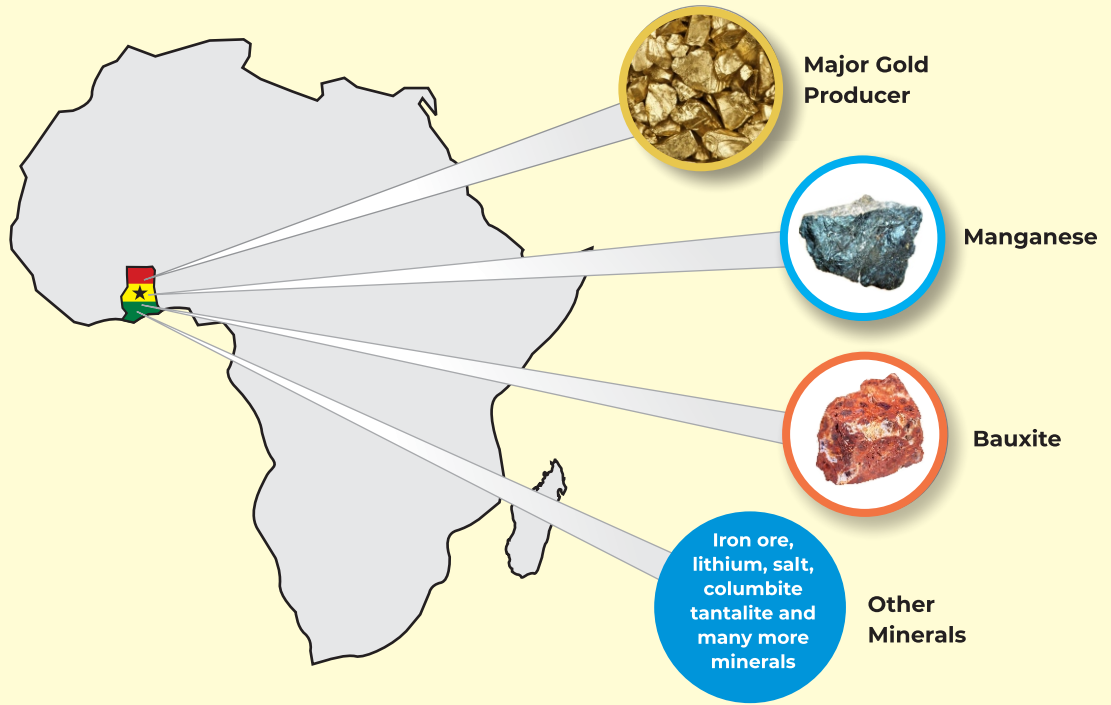 Major Gold
Producer
Manganese
Bauxite
Iron ore,
lithium, salt,
columbite
tantalite and
many more
minerals
Other
Minerals